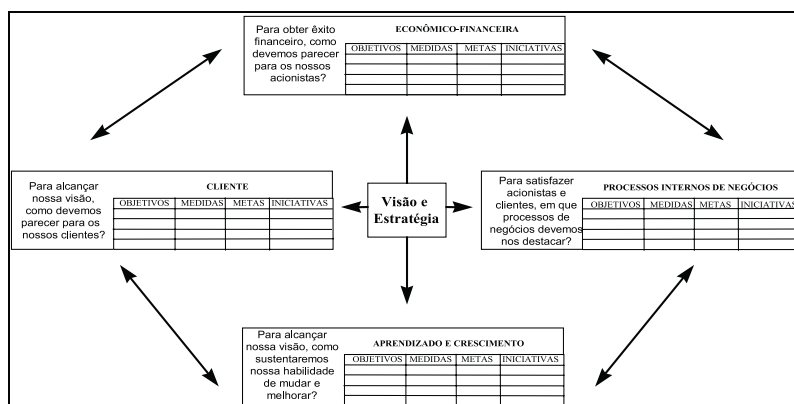 Para obter êxito
financeiro, como
devemos parecer
para os nossos
acionistas?
ECONÔMICO-FINANCEIRA
OBJETIVOS MEDIDAS METAS INICIATIVAS
Para alcançar
nossa visão,
como devemos
parecer para os
nossos clientes?
CLIENTE
OBJETIVOS MEDIDAS METAS INICIATIVAS
Visão e
Estratégia
Para satisfazer
acionistas e
clientes, em que
processos de
negócios devemos
nos destacar?
PROCESSOS INTERNOS DE NEGÓCIOS
OBJETIVOS MEDIDAS METAS INICIATIVAS
Para alcançar
nossa visão, como
sustentaremos
nossa habilidade
de mudar e
melhorar?
APRENDIZADO E CRESCIMENTO
OBJETIVOS MEDIDAS METAS INICIATIVAS